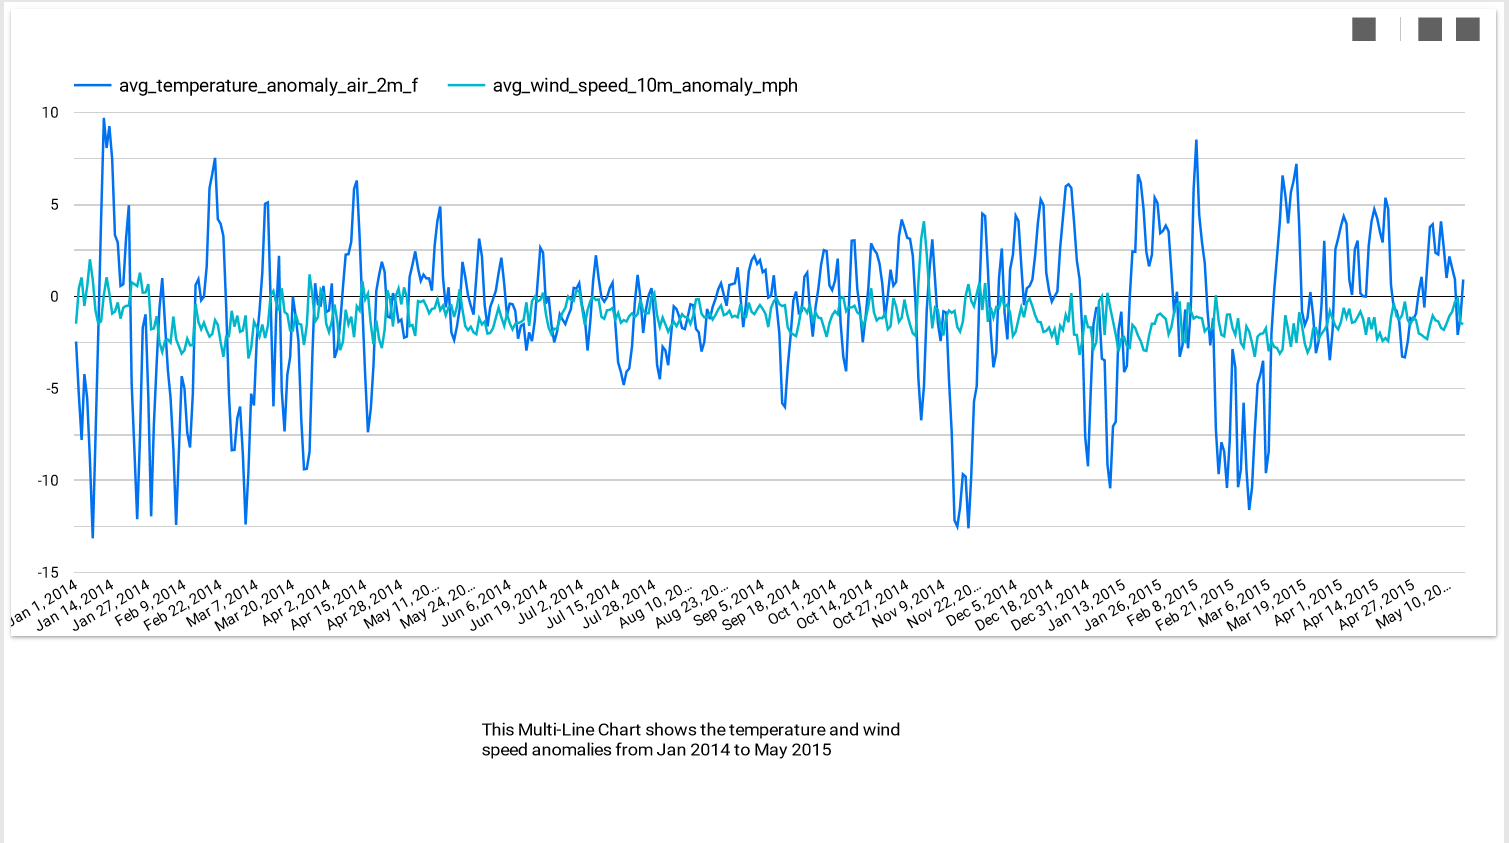 avg_temperature_anomaly_air_2m_f avg_wind_speed_10m_anomaly_mph
10
5
0
-5
-10
-15
Jan 1, 2014 Jan 14, 2014 Jan 27, 2014 Feb 9, 2014 Feb 22, 2014 Mar 7, 2014 Mar 20, 2014 Apr 2, 2014 Apr 15, 2014 Apr 28, 2014 May 11, 20... May 24, 20... Jun 6, 2014 Jun 19, 2014 Jul 2, 2014 Jul 15, 2014 Jul 28, 2014 Aug 10, 20... Aug 23, 20... Sep 5, 2014 Sep 18, 2014 Oct 1, 2014 Oct 14, 2014 Oct 27, 2014 Nov 9, 2014 Nov 22, 20... Dec 5, 2014 Dec 18, 2014 Dec 31, 2014 Jan 13, 2015 Jan 26, 2015 Feb 8, 2015 Feb 21, 2015 Mar 6, 2015 Mar 19, 2015 Apr 1, 2015 Apr 14, 2015 Apr 27, 2015 May 10, 20...
This Multi-Line Chart shows the temperature and wind
speed anomalies from Jan 2014 to May 2015